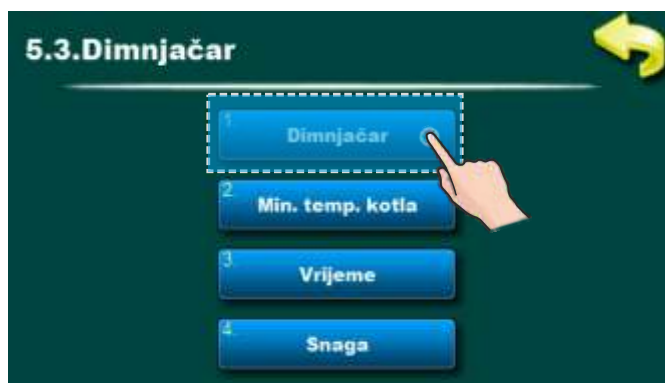 5.3.Dimnjačar
1
Dimnjačar
2
Min. temp. kotla
3
Vrijeme
4
Snaga